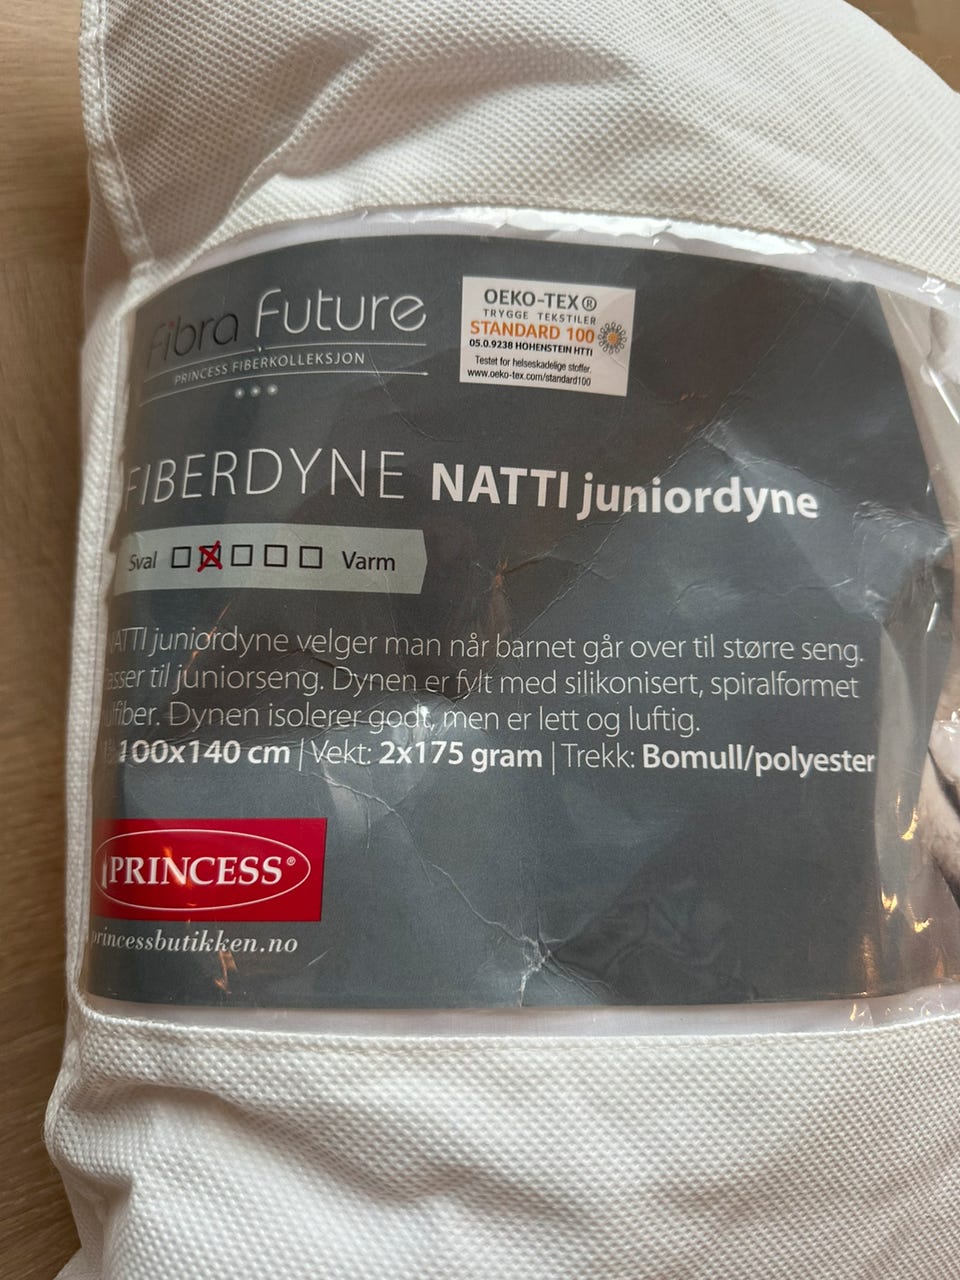 Fibra Future
PRINCESS FIBERKOLLEKSJON
OEKO-TEX®
TRYGGE TEKSTILER
STANDARD 100
05.0.9238 HOHENSTEIN HTTI
Testet for helseskadelige stoffer.
www.oeko-tex.com/standard100
FIBERDYNE NATTI juniordyne
Sval Varm
NATTI juniordyne velger man når barnet går over til større seng.
til juniorseng. Dynen er fylt med silikonisert, spiralformet
Dynen isolerer godt, men er lett og luftig.
100x140 cm | Vekt: 2x175 gram | Trekk: Bomull/polyester
PRINCESS®
princessbutikken.no